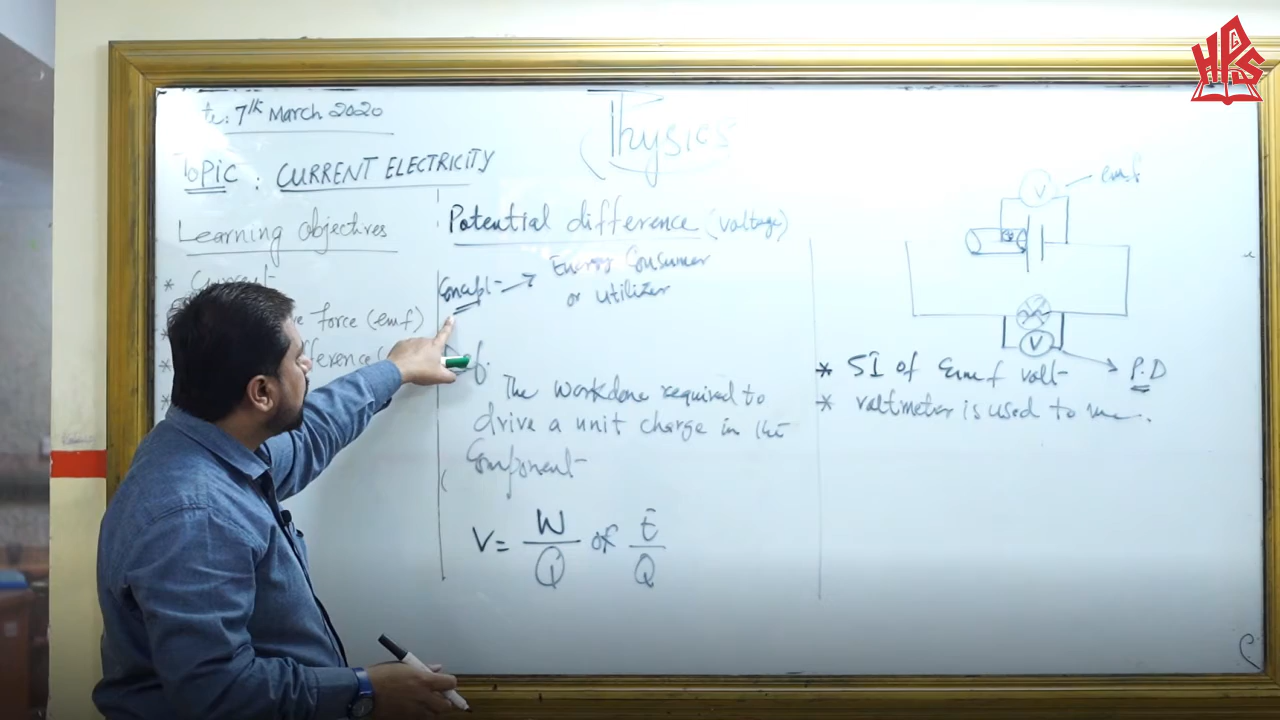 te: 7th March 2020
Physics
Topic : CURRENT ELECTRICITY
Learning objectives
* Current
force (emf)
* fference(
*
Potential difference (voltage)
Concept → Energy Consumer
or utilizer
Def.
The workdone required to
drive a unit charge in the
Component
V = W/Q or E/Q
V
emf
V
P.D
* SI of emf volt
* voltmeter is used to me
HPSS